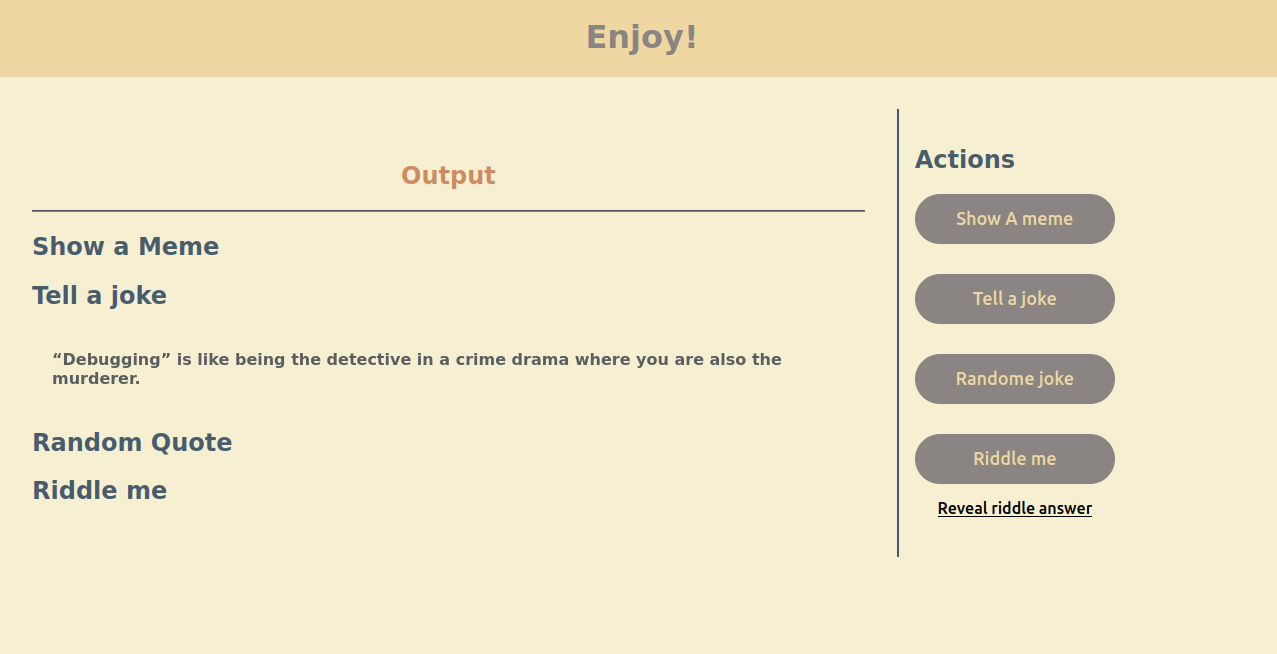 Enjoy!
Output
Show a Meme
Tell a joke
“Debugging” is like being the detective in a crime drama where you are also the
murderer.
Random Quote
Riddle me
Actions
Show A meme
Tell a joke
Randome joke
Riddle me
Reveal riddle answer